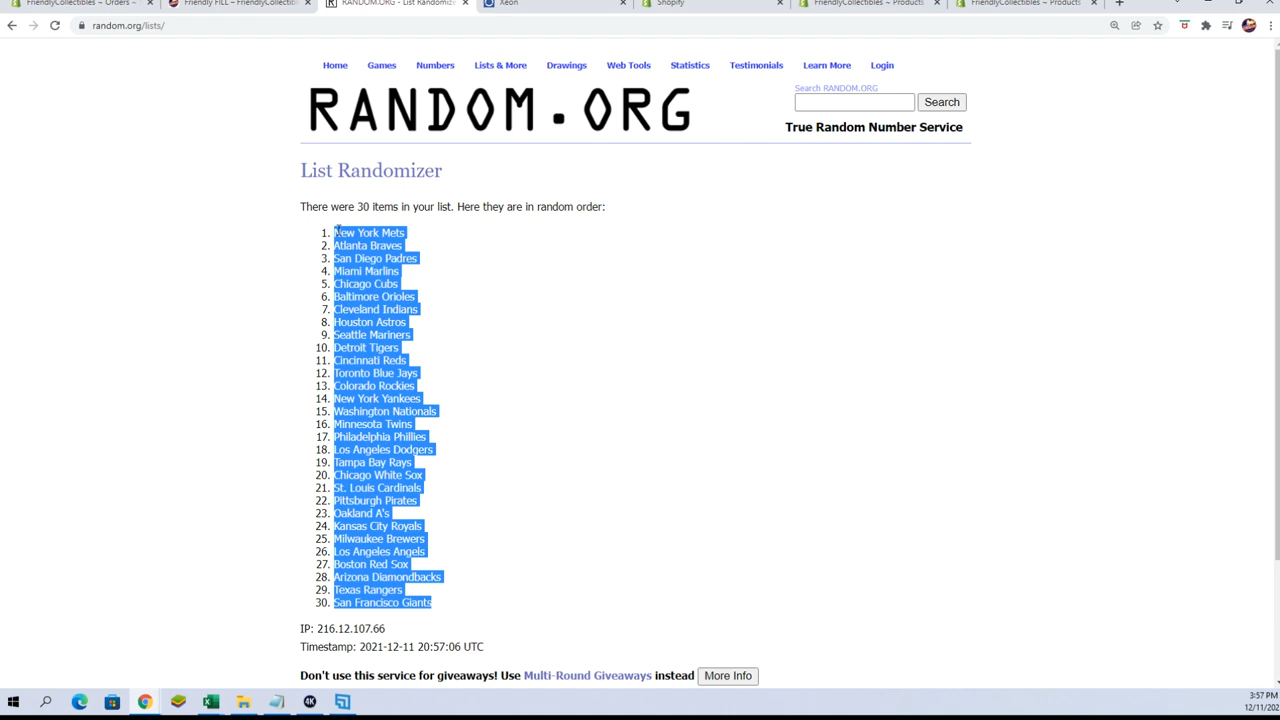 FriendlyCollectibles ~ Orders ~
Friendly FILL – FriendlyCollectib
RANDOM.ORG - List Randomizer
Xeon
Shopify
FriendlyCollectibles ~ Products
FriendlyCollectibles ~ Products
random.org/lists/
Home Games Numbers Lists & More Drawings Web Tools Statistics Testimonials Learn More Login
RANDOM.ORG
Search RANDOM.ORG
Search
True Random Number Service
List Randomizer
There were 30 items in your list. Here they are in random order:
1. New York Mets
2. Atlanta Braves
3. San Diego Padres
4. Miami Marlins
5. Chicago Cubs
6. Baltimore Orioles
7. Cleveland Indians
8. Houston Astros
9. Seattle Mariners
10. Detroit Tigers
11. Cincinnati Reds
12. Toronto Blue Jays
13. Colorado Rockies
14. New York Yankees
15. Washington Nationals
16. Minnesota Twins
17. Philadelphia Phillies
18. Los Angeles Dodgers
19. Tampa Bay Rays
20. Chicago White Sox
21. St. Louis Cardinals
22. Pittsburgh Pirates
23. Oakland A's
24. Kansas City Royals
25. Milwaukee Brewers
26. Los Angeles Angels
27. Boston Red Sox
28. Arizona Diamondbacks
29. Texas Rangers
30. San Francisco Giants
IP: 216.12.107.66
Timestamp: 2021-12-11 20:57:06 UTC
Don't use this service for giveaways! Use Multi-Round Giveaways instead More Info
4K
3:57 PM
12/11/202